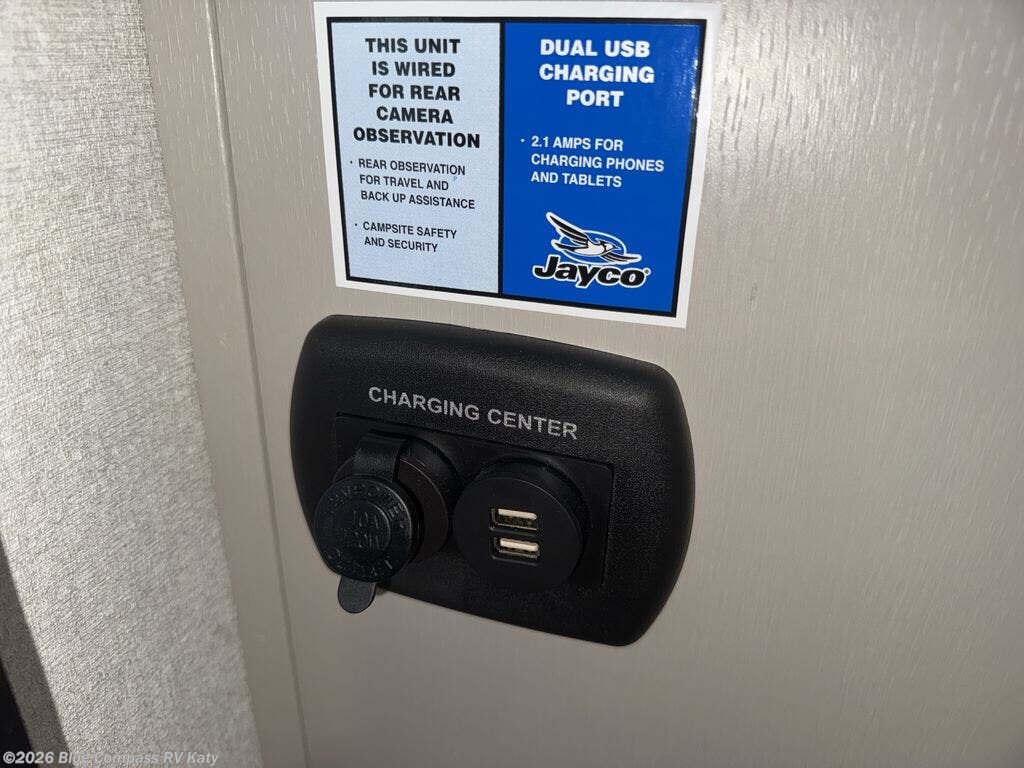 THIS UNIT
IS WIRED
FOR REAR
CAMERA
OBSERVATION
· REAR OBSERVATION
FOR TRAVEL AND
BACK UP ASSISTANCE
· CAMPSITE SAFETY
AND SECURITY
DUAL USB
CHARGING
PORT
· 2.1 AMPS FOR
CHARGING PHONES
AND TABLETS
Jayco
CHARGING CENTER
10A
©2026 Blue Compass RV Katy